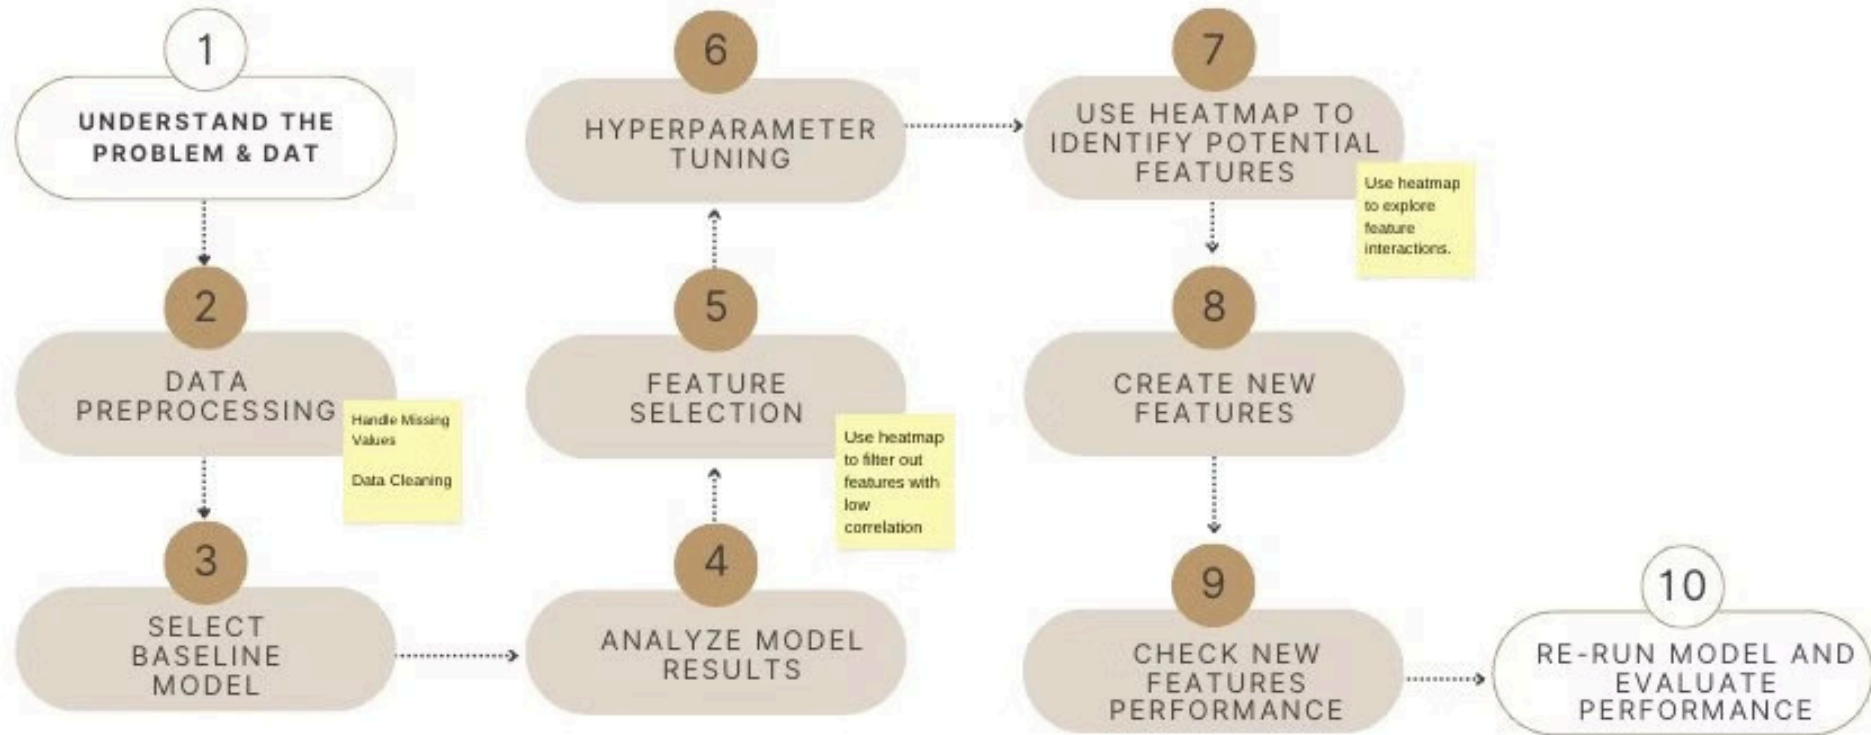 1
UNDERSTAND THE
PROBLEM & DAT
2
DATA
PREPROCESSING
Handle Missing
Values
Data Cleaning
3
SELECT
BASELINE
MODEL
4
ANALYZE MODEL
RESULTS
5
FEATURE
SELECTION
Use heatmap
to filter out
features with
low
correlation
6
HYPERPARAMETER
TUNING
7
USE HEATMAP TO
IDENTIFY POTENTIAL
FEATURES
Use heatmap
to explore
feature
interactions.
8
CREATE NEW
FEATURES
9
CHECK NEW
FEATURES
PERFORMANCE
10
RE-RUN MODEL AND
EVALUATE
PERFORMANCE